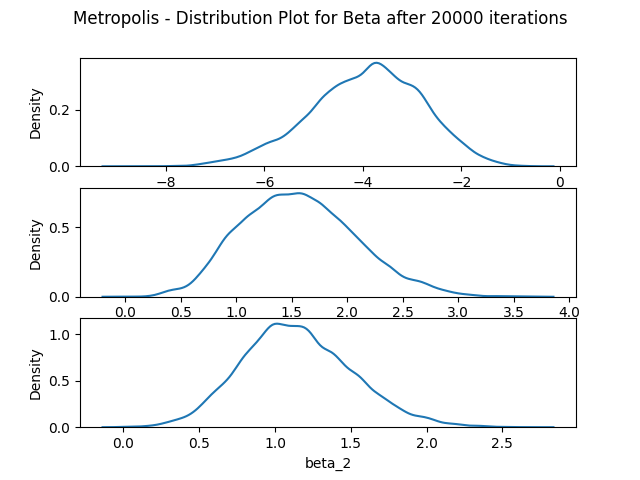 Metropolis - Distribution Plot for Beta after 20000 iterations
Density
0.2
0.0
−8 −6 −4 −2 0
Density
0.5
0.0
0.0 0.5 1.0 1.5 2.0 2.5 3.0 3.5 4.0
Density
1.0
0.5
0.0
0.0 0.5 1.0 1.5 2.0 2.5
beta_2